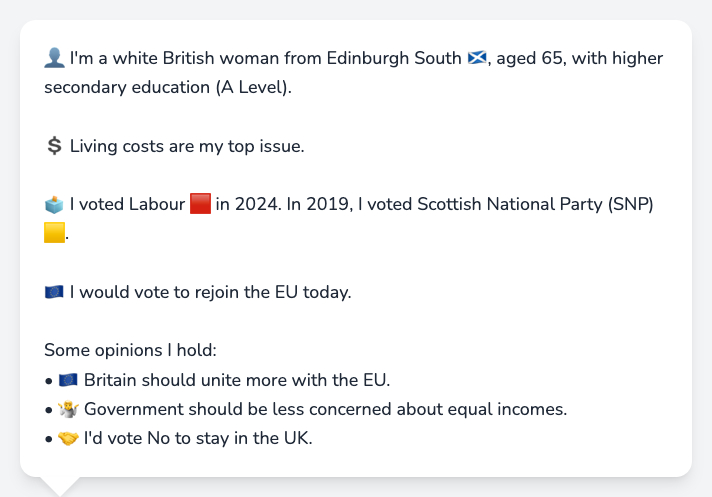 👤 I'm a white British woman from Edinburgh South 🏴󠁧󠁢󠁳󠁣󠁴󠁿, aged 65, with higher
secondary education (A Level).
💲 Living costs are my top issue.
🗳️ I voted Labour 🟥 in 2024. In 2019, I voted Scottish National Party (SNP)
🟨.
🇪🇺 I would vote to rejoin the EU today.
Some opinions I hold:
• 🇪🇺 Britain should unite more with the EU.
• 🤷 Government should be less concerned about equal incomes.
• 🤝 I'd vote No to stay in the UK.